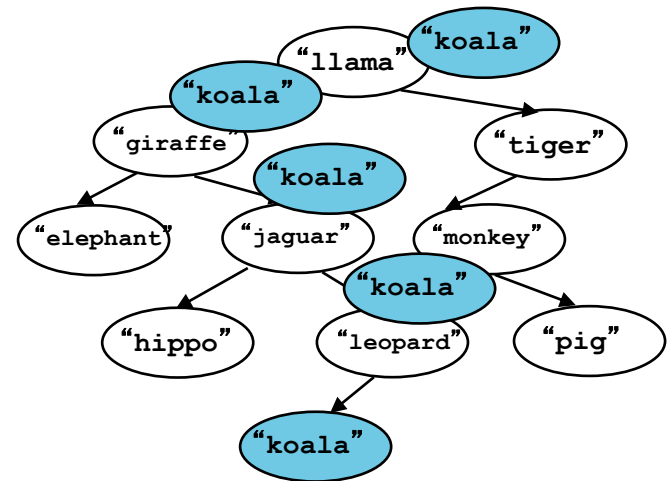 “koala”
“llama”
“koala”
“giraffe”
“tiger”
“koala”
“elephant”
“jaguar”
“monkey”
“koala”
“hippo”
“leopard”
“pig”
“koala”